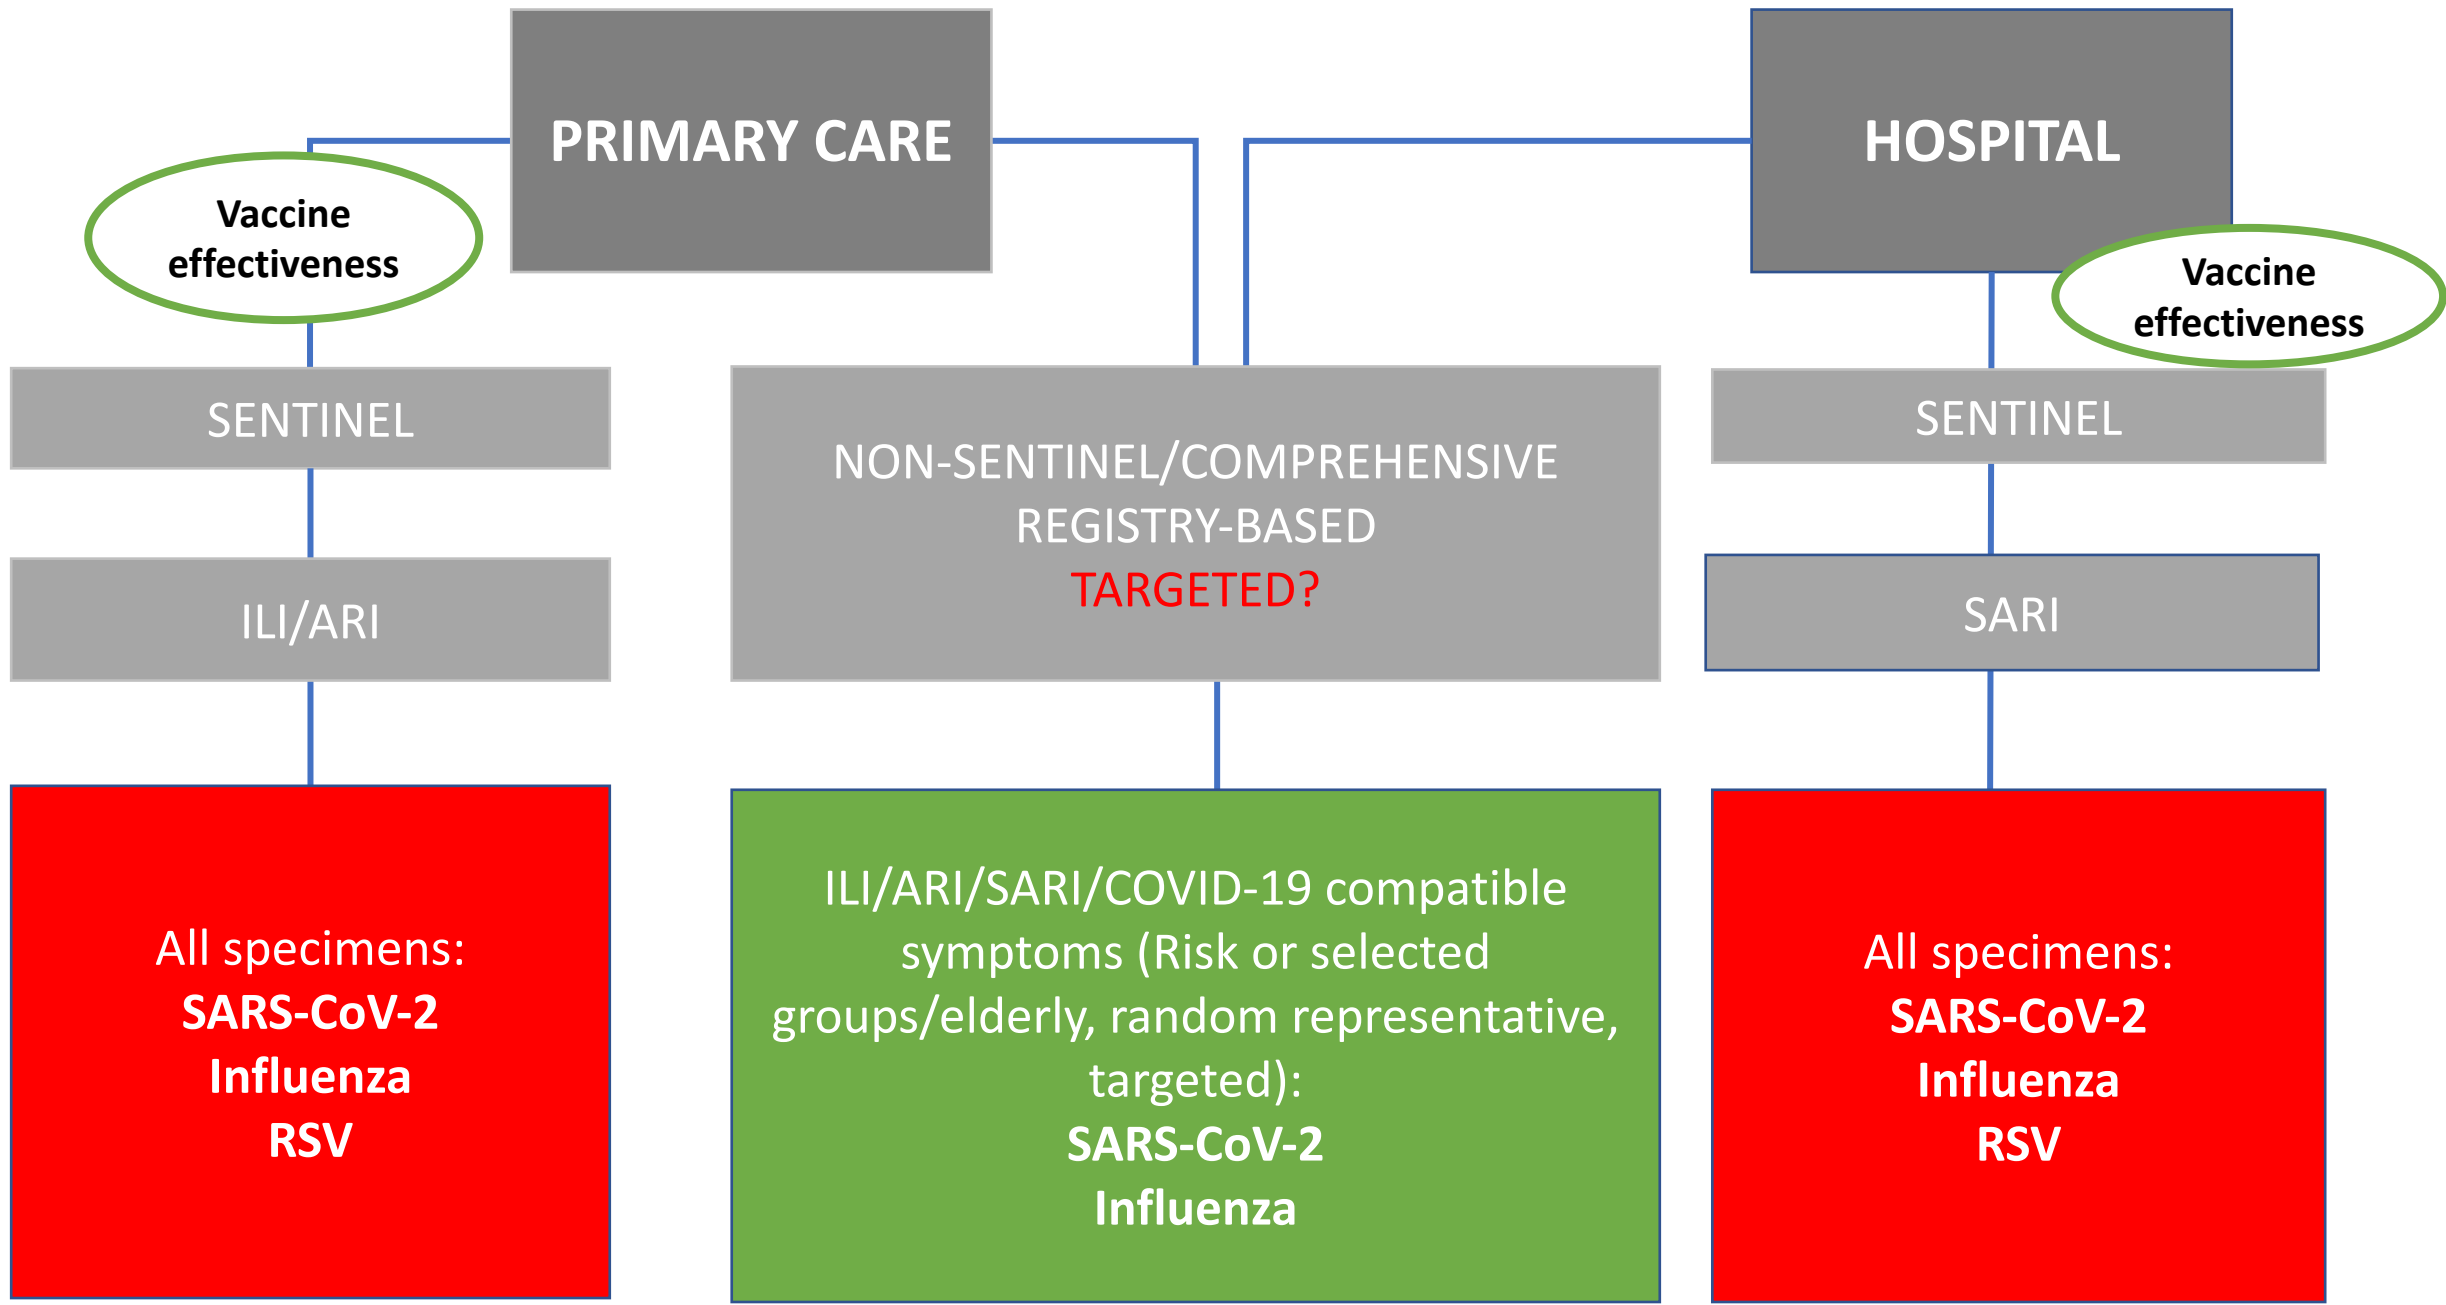 PRIMARY CARE
HOSPITAL
Vaccine
effectiveness
Vaccine
effectiveness
SENTINEL
NON-SENTINEL/COMPREHENSIVE
REGISTRY-BASED
TARGETED?
SENTINEL
ILI/ARI
SARI
All specimens:
SARS-CoV-2
Influenza
RSV
ILI/ARI/SARI/COVID-19 compatible
symptoms (Risk or selected
groups/elderly, random representative,
targeted):
SARS-CoV-2
Influenza
All specimens:
SARS-CoV-2
Influenza
RSV